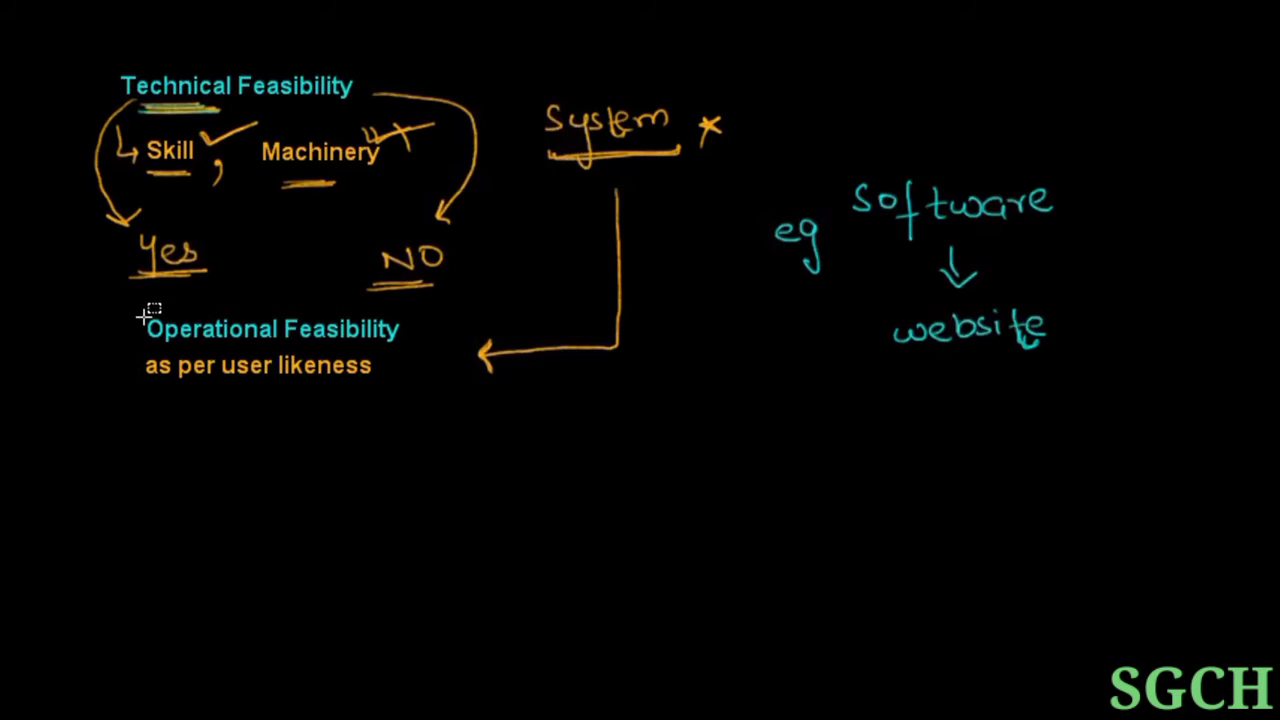 Technical Feasibility
Skill , Machinery
Yes NO
Operational Feasibility
as per user likeness
System *
eg software
website
SGCH